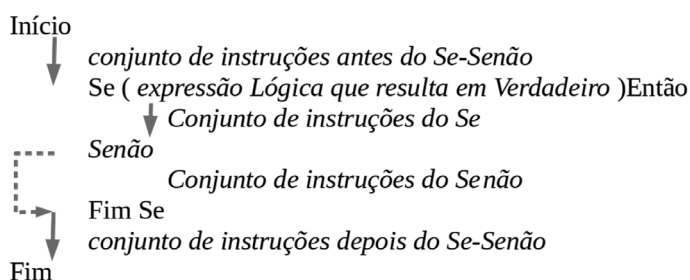 Início
conjunto de instruções antes do Se-Senão
Se ( expressão Lógica que resulta em Verdadeiro )Então
Conjunto de instruções do Se
Senão
Conjunto de instruções do Senão
Fim Se
conjunto de instruções depois do Se-Senão
Fim